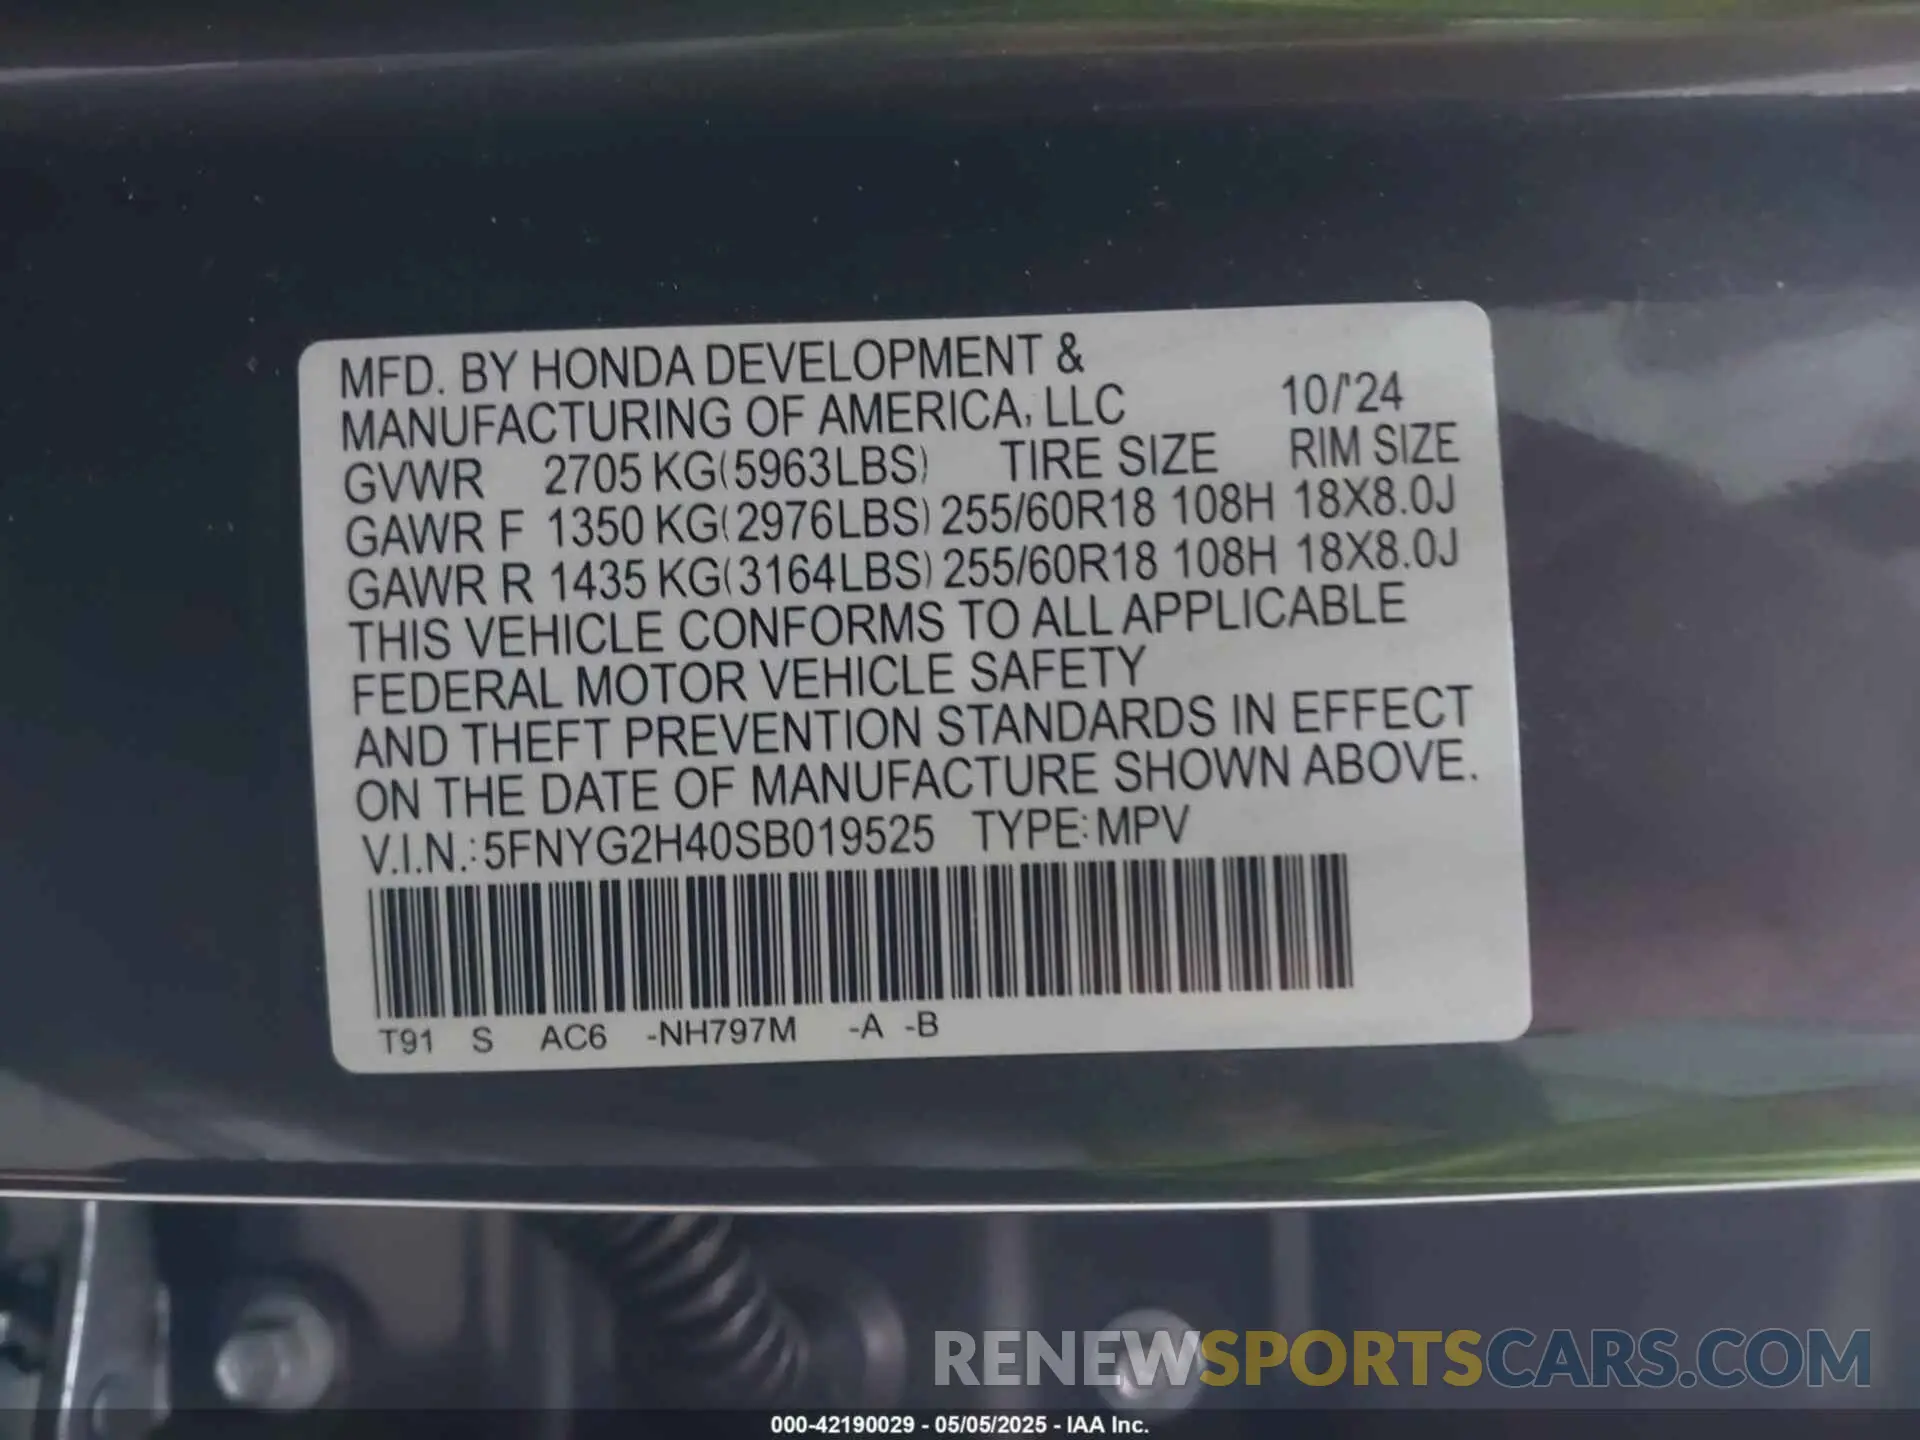 MFD. BY HONDA DEVELOPMENT &
MANUFACTURING OF AMERICA, LLC 10/'24
GVWR 2705 KG(5963LBS) TIRE SIZE RIM SIZE
GAWR F 1350 KG(2976LBS) 255/60R18 108H 18X8.0J
GAWR R 1435 KG(3164LBS) 255/60R18 108H 18X8.0J
THIS VEHICLE CONFORMS TO ALL APPLICABLE
FEDERAL MOTOR VEHICLE SAFETY
AND THEFT PREVENTION STANDARDS IN EFFECT
ON THE DATE OF MANUFACTURE SHOWN ABOVE.
V.I.N.:5FNYG2H40SB019525 TYPE:MPV
T91 S AC6 -NH797M -A -B
RENEWSPORTSCARS.COM
000-42190029 - 05/05/2025 - IAA Inc.